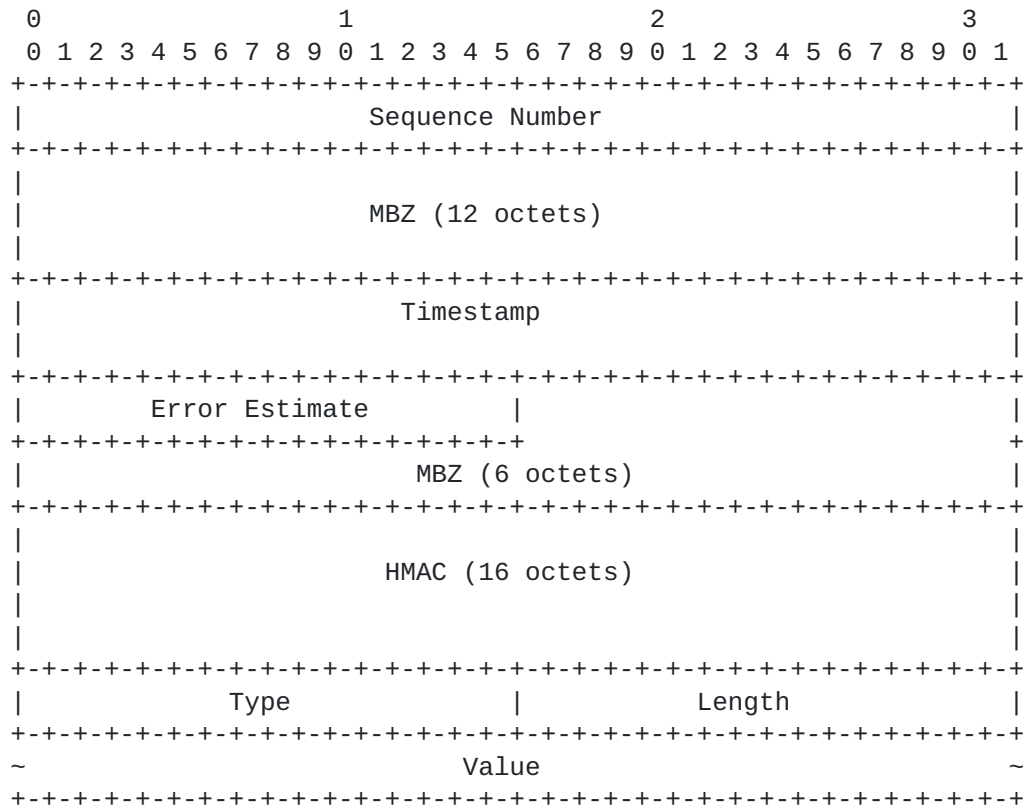 0                   1                   2                   3
 0 1 2 3 4 5 6 7 8 9 0 1 2 3 4 5 6 7 8 9 0 1 2 3 4 5 6 7 8 9 0 1
+-+-+-+-+-+-+-+-+-+-+-+-+-+-+-+-+-+-+-+-+-+-+-+-+-+-+-+-+-+-+-+-+
|                      Sequence Number                          |
+-+-+-+-+-+-+-+-+-+-+-+-+-+-+-+-+-+-+-+-+-+-+-+-+-+-+-+-+-+-+-+-+
|                                                               |
|                      MBZ (12 octets)                          |
|                                                               |
+-+-+-+-+-+-+-+-+-+-+-+-+-+-+-+-+-+-+-+-+-+-+-+-+-+-+-+-+-+-+-+-+
|                        Timestamp                              |
|                                                               |
+-+-+-+-+-+-+-+-+-+-+-+-+-+-+-+-+-+-+-+-+-+-+-+-+-+-+-+-+-+-+-+-+
|        Error Estimate         |                               |
+-+-+-+-+-+-+-+-+-+-+-+-+-+-+-+-+                               +
|                         MBZ (6 octets)                        |
+-+-+-+-+-+-+-+-+-+-+-+-+-+-+-+-+-+-+-+-+-+-+-+-+-+-+-+-+-+-+-+-+
|                                                               |
|                       HMAC (16 octets)                        |
|                                                               |
|                                                               |
+-+-+-+-+-+-+-+-+-+-+-+-+-+-+-+-+-+-+-+-+-+-+-+-+-+-+-+-+-+-+-+-+
|             Type              |           Length              |
+-+-+-+-+-+-+-+-+-+-+-+-+-+-+-+-+-+-+-+-+-+-+-+-+-+-+-+-+-+-+-+-+
~                            Value                              ~
+-+-+-+-+-+-+-+-+-+-+-+-+-+-+-+-+-+-+-+-+-+-+-+-+-+-+-+-+-+-+-+-+